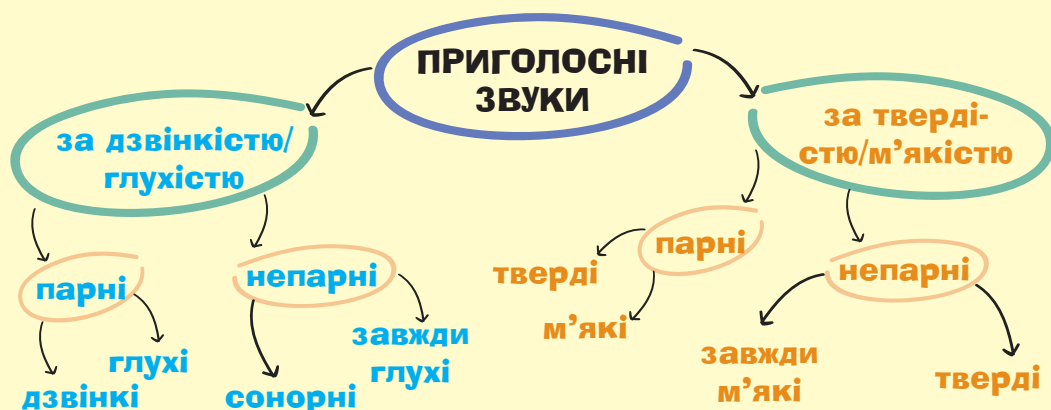 ПРИГОЛОСНІ
ЗВУКИ
за дзвінкістю/
глухістю
за тверді-
стю/м’якістю
парні
непарні
парні
непарні
дзвінкі
глухі
сонорні
завжди
глухі
тверді
м’які
завжди
м’які
тверді